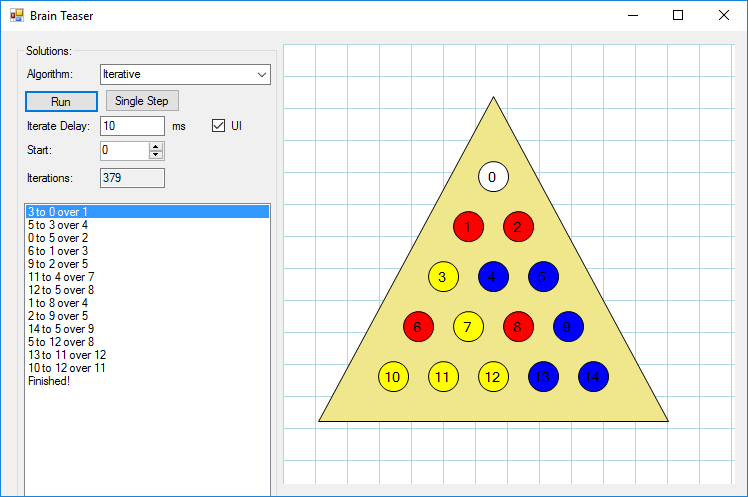 Brain Teaser
Solutions:
Algorithm: Iterative
Run Single Step
Iterate Delay: 10 ms UI
Start: 0
Iterations: 379
3 to 0 over 1
5 to 3 over 4
0 to 5 over 2
6 to 1 over 3
9 to 2 over 5
11 to 4 over 7
12 to 5 over 8
1 to 8 over 4
2 to 9 over 5
14 to 5 over 9
5 to 12 over 8
13 to 11 over 12
10 to 12 over 11
Finished!
0
1 2
3 4 5
6 7 8 9
10 11 12 13 14